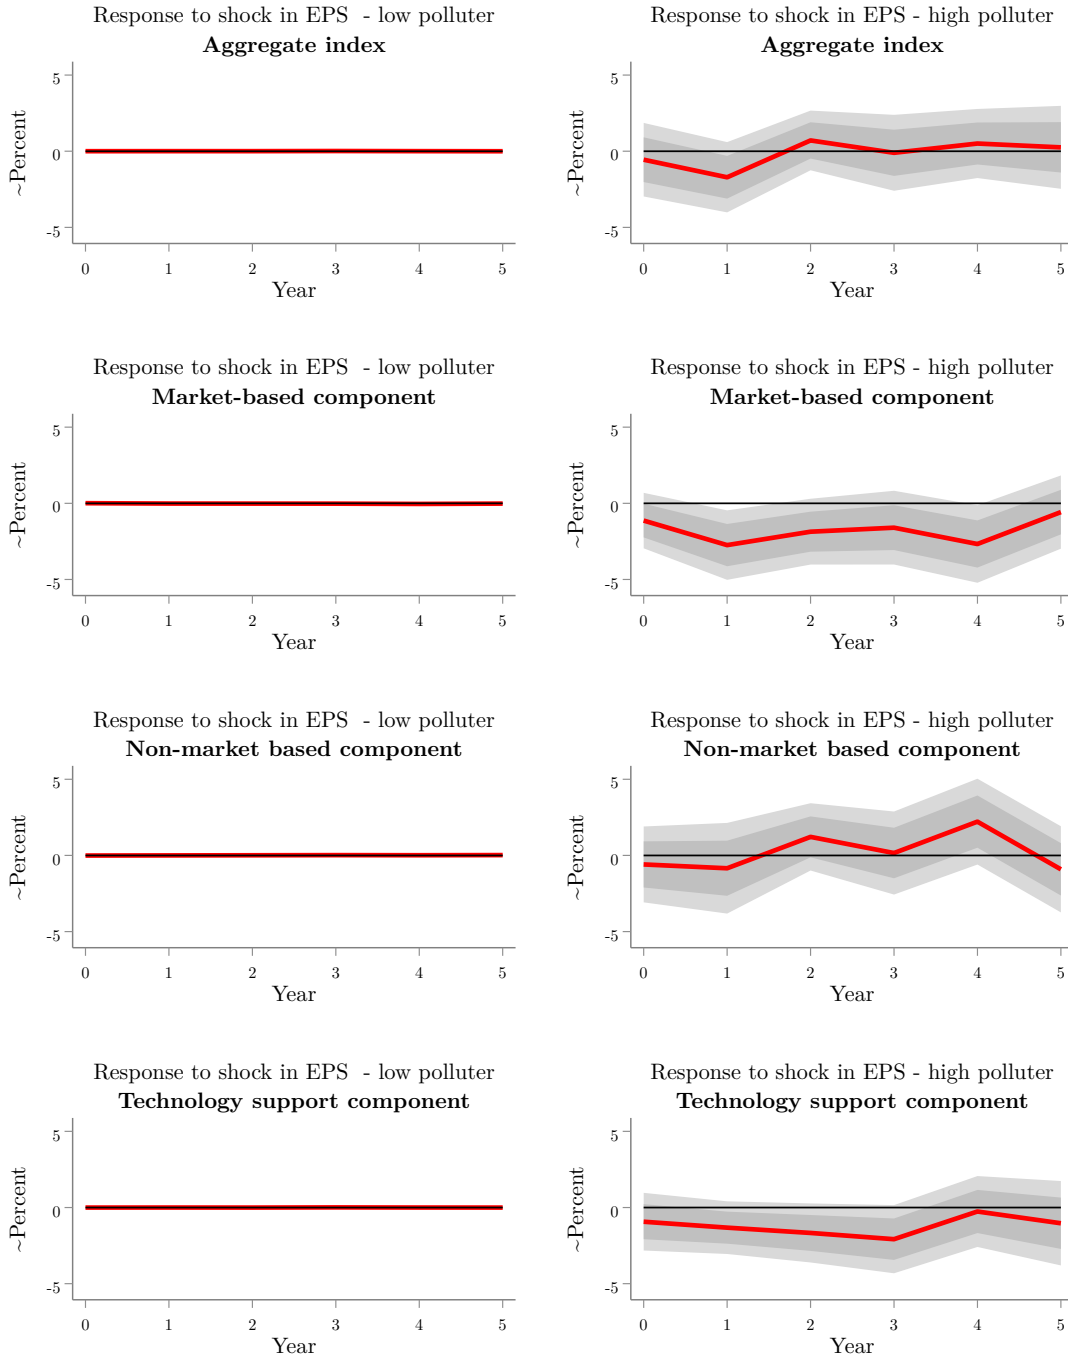 Response to shock in EPS - low polluter
Aggregate index
5
0
-5
~Percent
0 1 2 3 4 5
Year
Response to shock in EPS - high polluter
Aggregate index
5
0
-5
~Percent
0 1 2 3 4 5
Year
Response to shock in EPS - low polluter
Market-based component
5
0
-5
~Percent
0 1 2 3 4 5
Year
Response to shock in EPS - high polluter
Market-based component
5
0
-5
~Percent
0 1 2 3 4 5
Year
Response to shock in EPS - low polluter
Non-market based component
5
0
-5
~Percent
0 1 2 3 4 5
Year
Response to shock in EPS - high polluter
Non-market based component
5
0
-5
~Percent
0 1 2 3 4 5
Year
Response to shock in EPS - low polluter
Technology support component
5
0
-5
~Percent
0 1 2 3 4 5
Year
Response to shock in EPS - high polluter
Technology support component
5
0
-5
~Percent
0 1 2 3 4 5
Year